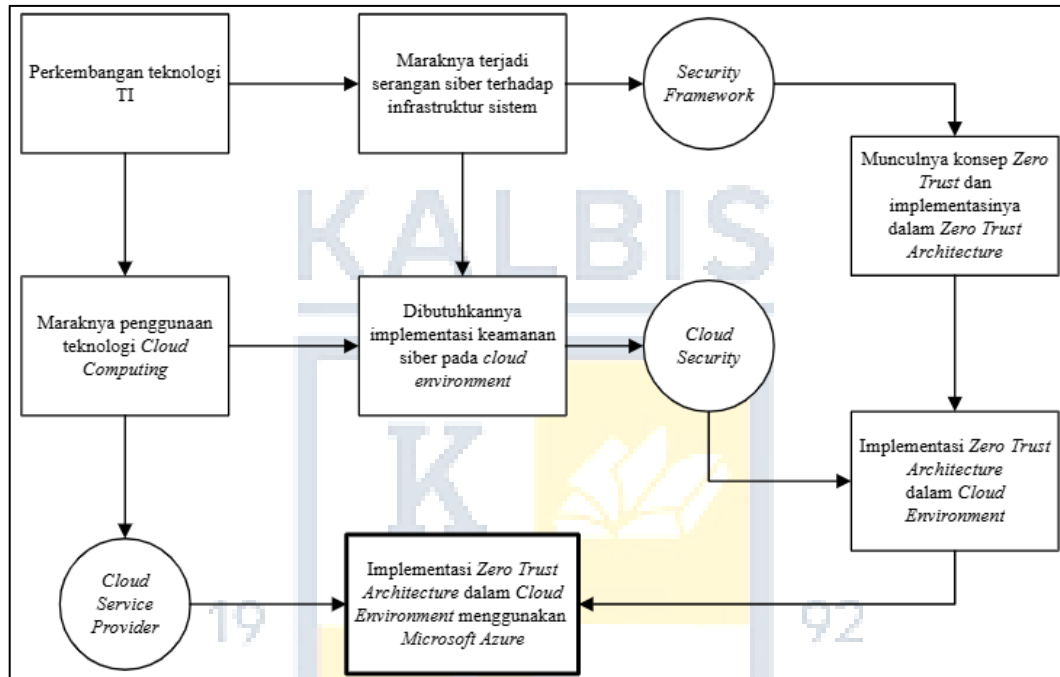 Perkembangan teknologi
TI
Maraknya terjadi
serangan siber terhadap
infrastruktur sistem
Security
Framework
Munculnya konsep Zero
Trust dan
implementasinya
dalam Zero Trust
Architecture
KALBIS
Maraknya penggunaan
teknologi Cloud
Computing
Dibutuhkannya
implementasi keamanan
siber pada cloud
environment
Cloud
Security
Implementasi Zero Trust
Architecture
dalam Cloud
Environment
K
Cloud
Service
Provider
Implementasi Zero Trust
Architecture dalam Cloud
Environment menggunakan
Microsoft Azure
19
92